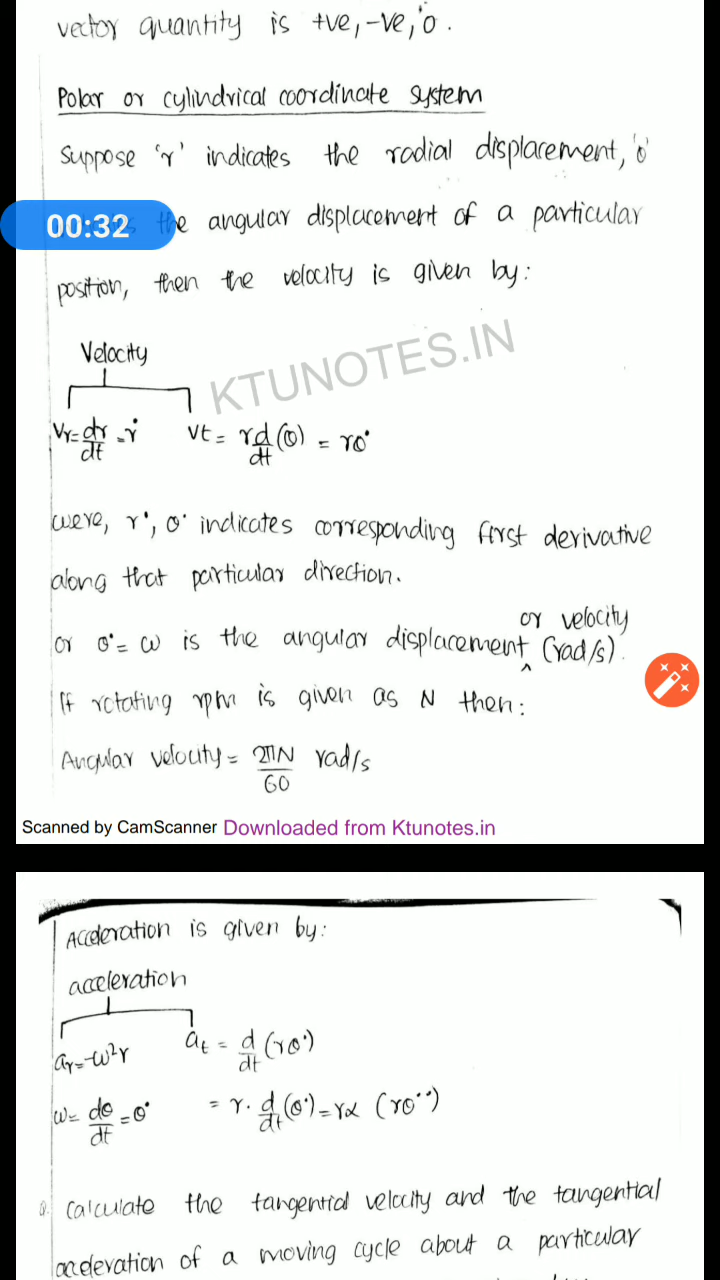 vector quantity is +ve, -ve, 0.
Polar or cylindrical coordinate system
Suppose 'r' indicates the radial displacement, 'θ'
00:32 the angular displacement of a particular
position, then the velocity is given by:
Velocity
KTUNOTES.IN
Vr = dr/dt = ṙ    Vt = r d/dt (θ) = rθ˙
were, r˙, θ˙ indicates corresponding first derivative
along that particular direction.
or velocity
or θ˙ = ω is the angular displacement ^ (rad/s).
If rotating rpm is given as N then:
Angular velocity = 2πN/60 rad/s
Scanned by CamScanner Downloaded from Ktunotes.in
Acceleration is given by:
acceleration
ar = -ω²r    at = d/dt (rθ˙)
ω = dθ/dt = θ˙    = r. d/dt (θ˙) = rα (rθ˙˙)
Q. Calculate the tangential velocity and the tangential
acceleration of a moving cycle about a particular